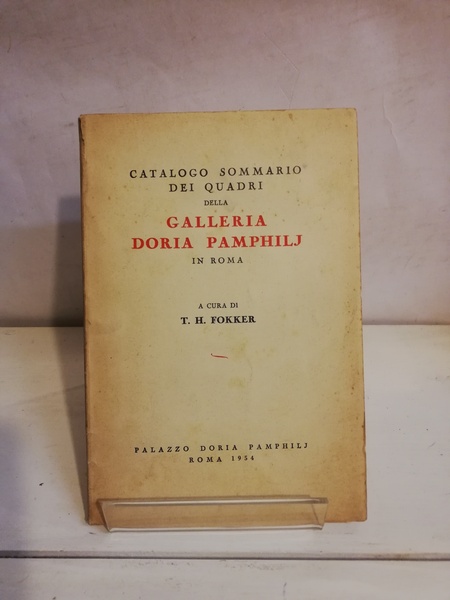 CATALOGO SOMMARIO
DEI QUADRI
DELLA
GALLERIA
DORIA PAMPHILJ
IN ROMA
A CURA DI
T. H. FOKKER
PALAZZO DORIA PAMPHILJ
ROMA 1954